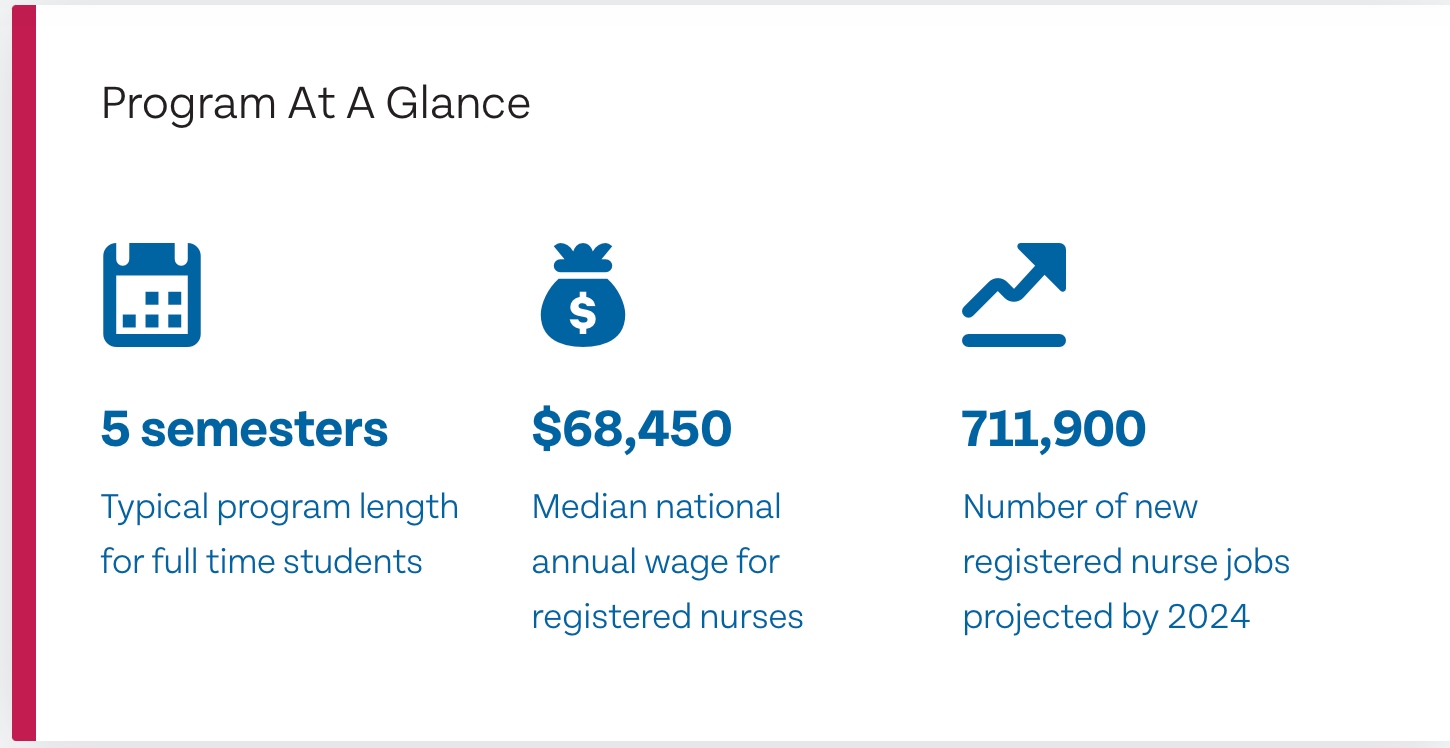 Program At A Glance
$
5 semesters
Typical program length
for full time students
$68,450
Median national
annual wage for
registered nurses
711,900
Number of new
registered nurse jobs
projected by 2024